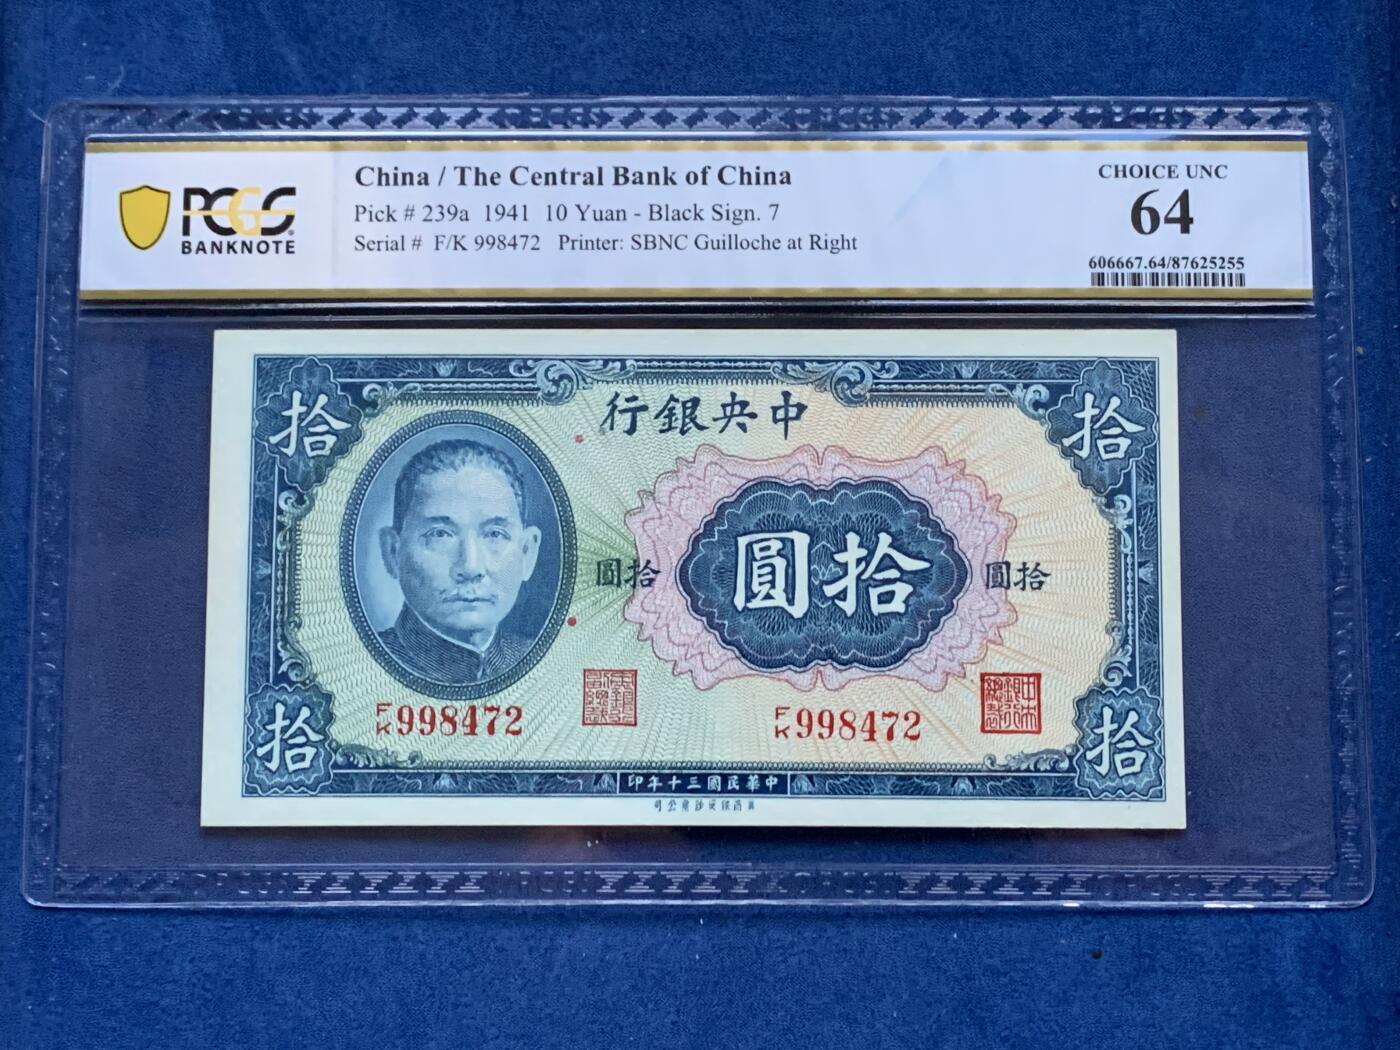 PCGS
BANKNOTE
China / The Central Bank of China
Pick # 239a 1941 10 Yuan - Black Sign. 7
Serial # F/K 998472 Printer: SBNC Guilloche at Right
CHOICE UNC
64
606667.64/87625255
行銀央中
拾
拾
圓拾
圓拾
圓拾
F/K 998472
F/K 998472
拾
拾
印年十三國民華中